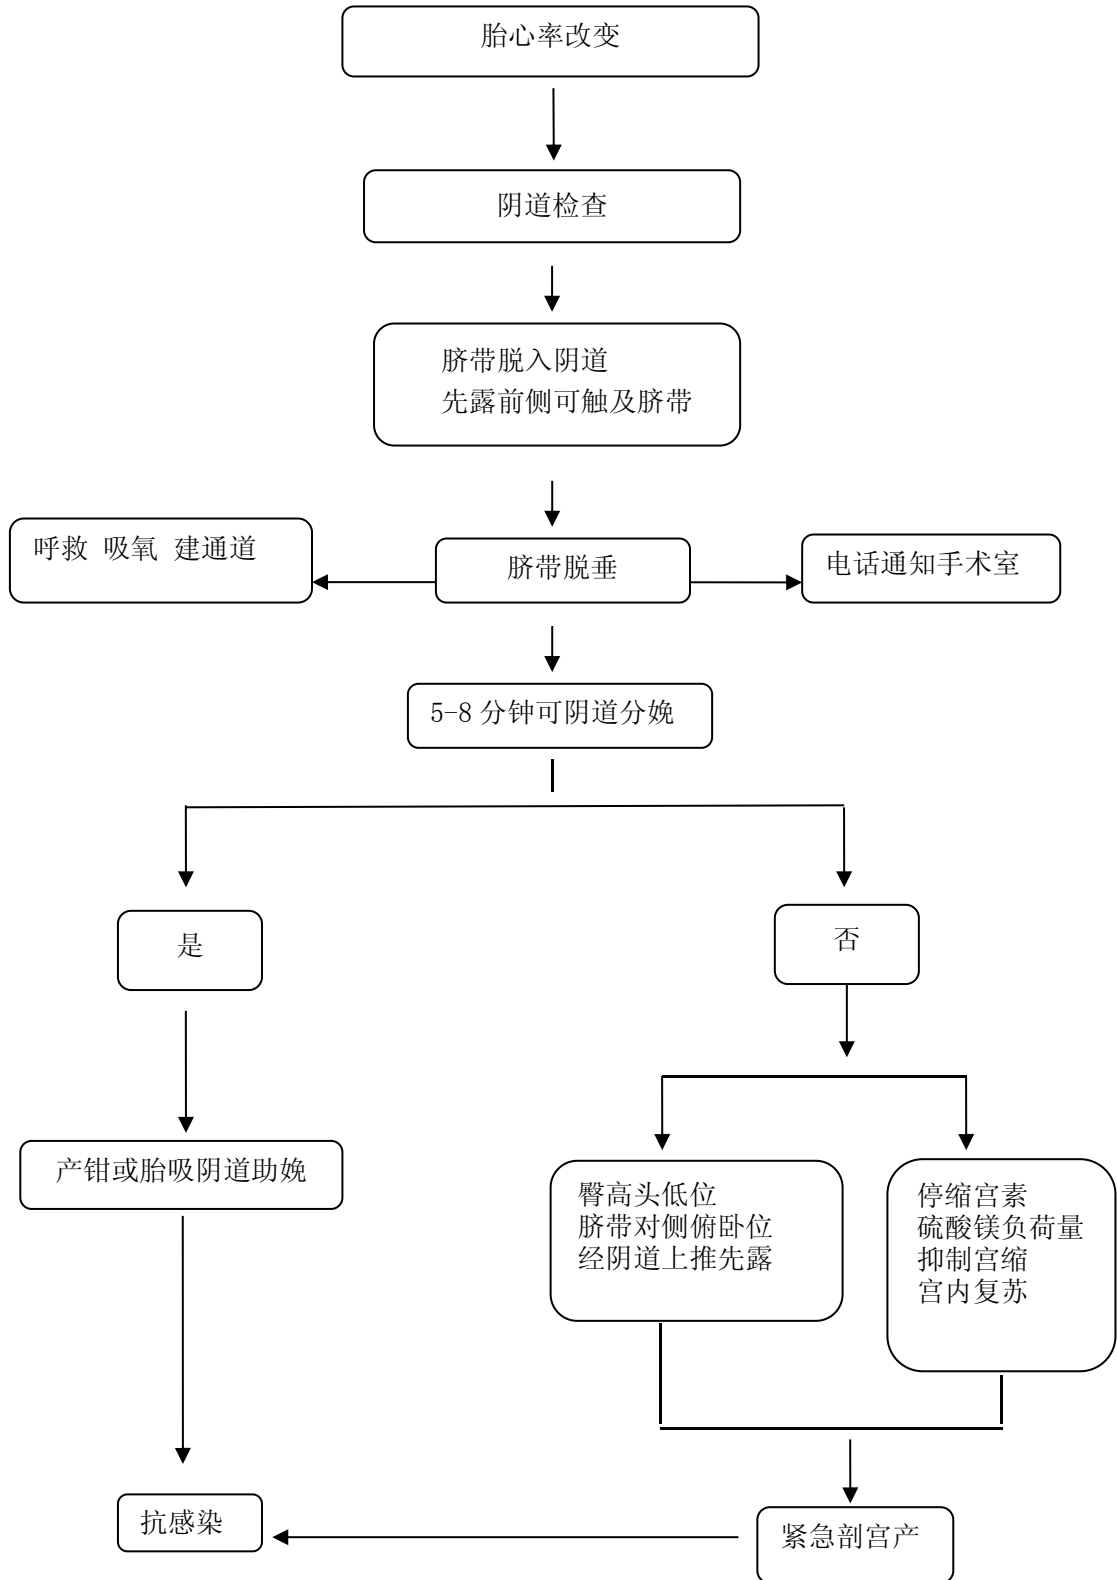 胎心率改变
阴道检查
脐带脱入阴道
先露前侧可触及脐带
呼救 吸氧 建通道
脐带脱垂
电话通知手术室
5-8 分钟可阴道分娩
是
否
产钳或胎吸阴道助娩
臀高头低位
脐带对侧俯卧位
经阴道上推先露
停缩宫素
硫酸镁负荷量
抑制宫缩
宫内复苏
抗感染
紧急剖宫产